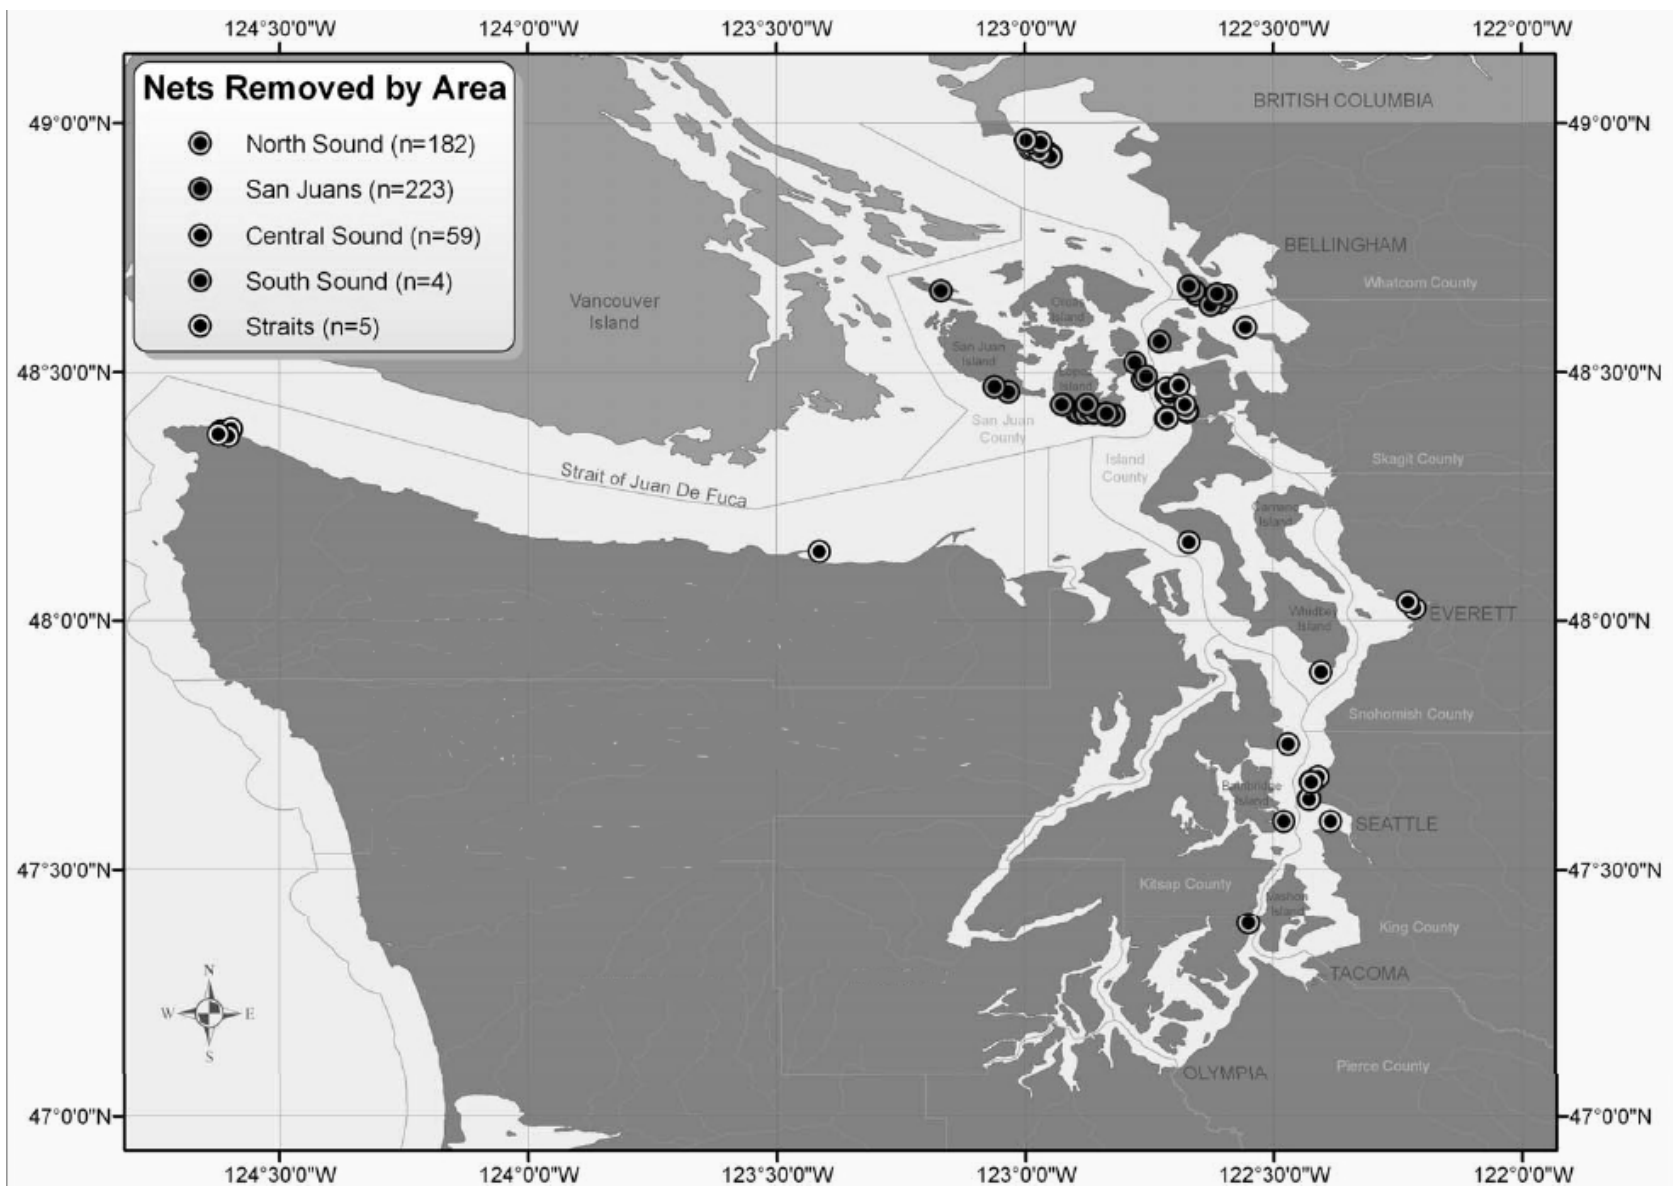 124°30'0"W 124°0'0"W 123°30'0"W 123°0'0"W 122°30'0"W 122°0'0"W
Nets Removed by Area
North Sound (n=182)
San Juans (n=223)
Central Sound (n=59)
South Sound (n=4)
Straits (n=5)
BRITISH COLUMBIA
49°0'0"N 49°0'0"N
BELLINGHAM
Whatcom County
Vancouver
Island
Orcas
Island
San Juan
Island
Lopez
Island
48°30'0"N 48°30'0"N
San Juan
County
Island
County
Skagit County
Strait of Juan De Fuca
Camano
Island
Whidbey
Island
EVERETT
48°0'0"N 48°0'0"N
Snohomish County
Bainbridge
Island
SEATTLE
47°30'0"N 47°30'0"N
Kitsap County
Vashon
Island
King County
TACOMA
N
W E
S
OLYMPIA
Pierce County
47°0'0"N 47°0'0"N
124°30'0"W 124°0'0"W 123°30'0"W 123°0'0"W 122°30'0"W 122°0'0"W